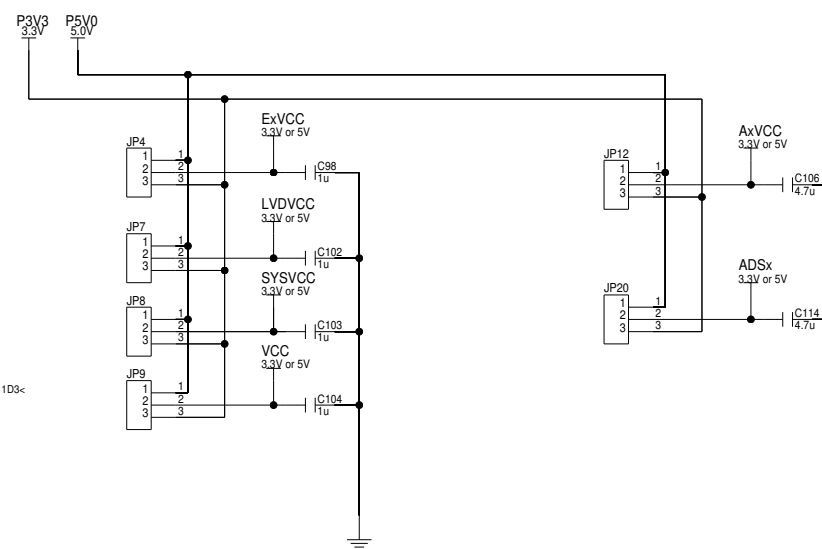 P3V3 P5V0
3.3V 5.0V
ExVCC
3.3V or 5V
JP4
1 1
2 2
3 3
C98
1u
LVDVCC
3.3V or 5V
JP7
1 1
2 2
3 3
C102
1u
SYSVCC
3.3V or 5V
JP8
1 1
2 2
3 3
C103
1u
VCC
3.3V or 5V
JP9
1 1
2 2
3 3
C104
1u
1D3<
AxVCC
3.3V or 5V
JP12
1 1
2 2
3 3
C106
4.7u
ADSx
3.3V or 5V
JP20
1 1
2 2
3 3
C114
4.7u